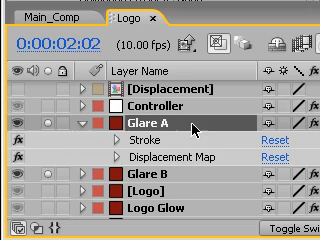 Main_Comp Logo ×
0:00:02:02 (10.00 fps)
Layer Name
[Displacement]
Controller
Glare A
fx Stroke Reset
fx Displacement Map Reset
Glare B
[Logo]
Logo Glow
Toggle Swi